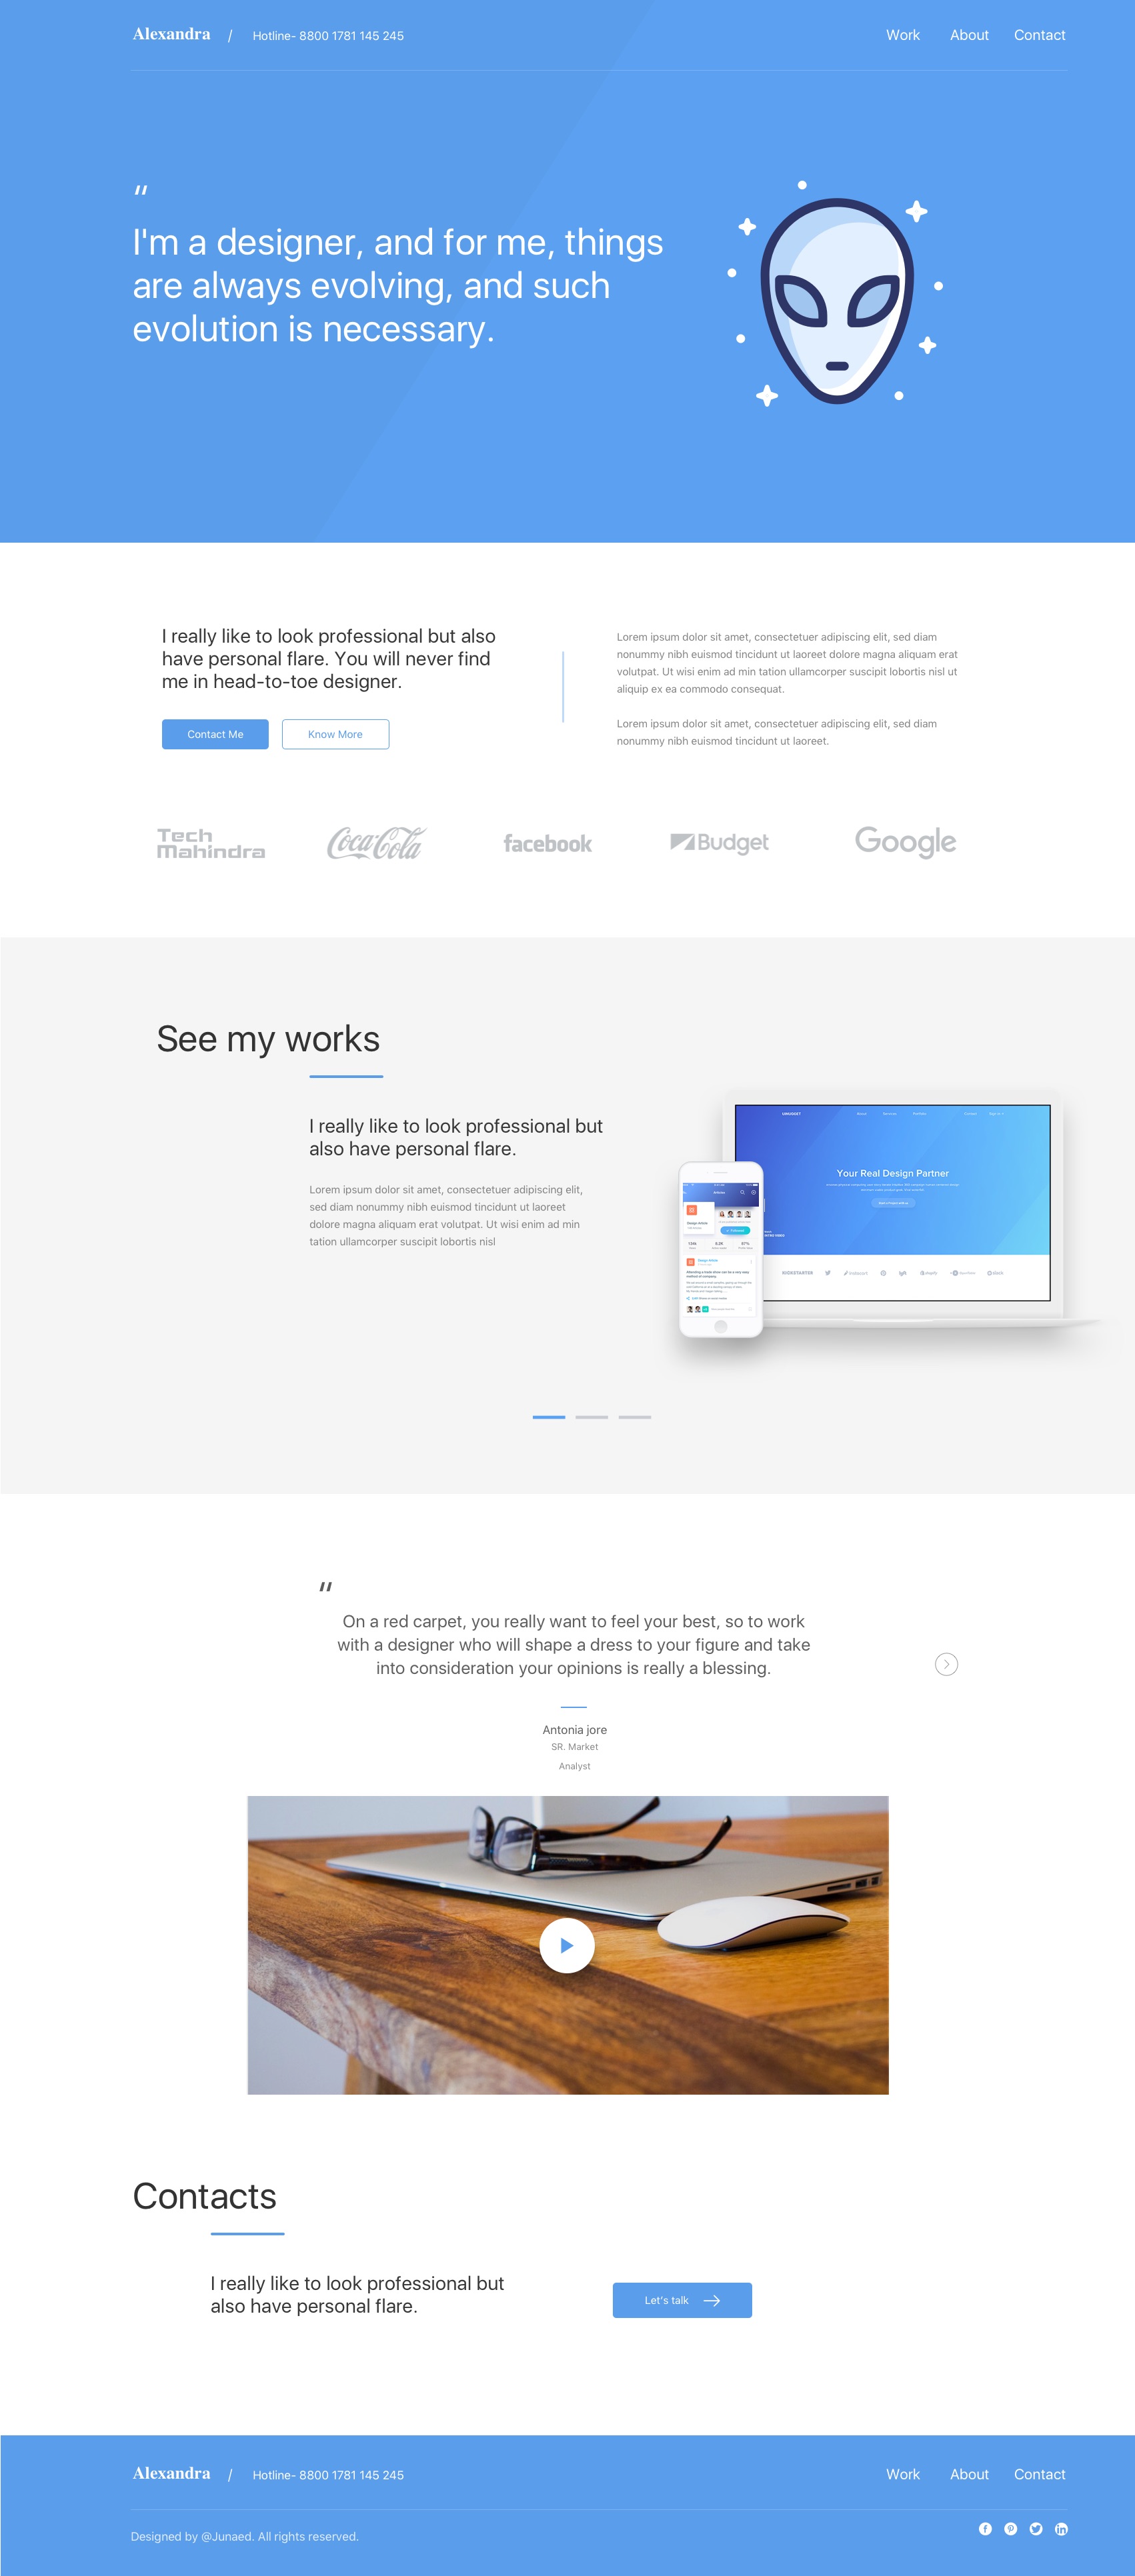 Alexandra / Hotline- 8800 1781 145 245 Work About Contact
"
I'm a designer, and for me, things
are always evolving, and such
evolution is necessary.
I really like to look professional but also
have personal flare. You will never find
me in head-to-toe designer.
Contact Me Know More
Lorem ipsum dolor sit amet, consectetuer adipiscing elit, sed diam
nonummy nibh euismod tincidunt ut laoreet dolore magna aliquam erat
volutpat. Ut wisi enim ad min tation ullamcorper suscipit lobortis nisl ut
aliquip ex ea commodo consequat.
Lorem ipsum dolor sit amet, consectetuer adipiscing elit, sed diam
nonummy nibh euismod tincidunt ut laoreet.
Tech
Mahindra
Coca-Cola
facebook
Budget
Google
See my works
I really like to look professional but
also have personal flare.
Lorem ipsum dolor sit amet, consectetuer adipiscing elit,
sed diam nonummy nibh euismod tincidunt ut laoreet
dolore magna aliquam erat volutpat. Ut wisi enim ad min
tation ullamcorper suscipit lobortis nisl
Your Real Design Partner
KICKSTARTER
"
On a red carpet, you really want to feel your best, so to work
with a designer who will shape a dress to your figure and take
into consideration your opinions is really a blessing.
Antonia jore
SR. Market
Analyst
Contacts
I really like to look professional but
also have personal flare.
Let's talk
Alexandra / Hotline- 8800 1781 145 245 Work About Contact
Designed by @Junaed. All rights reserved.